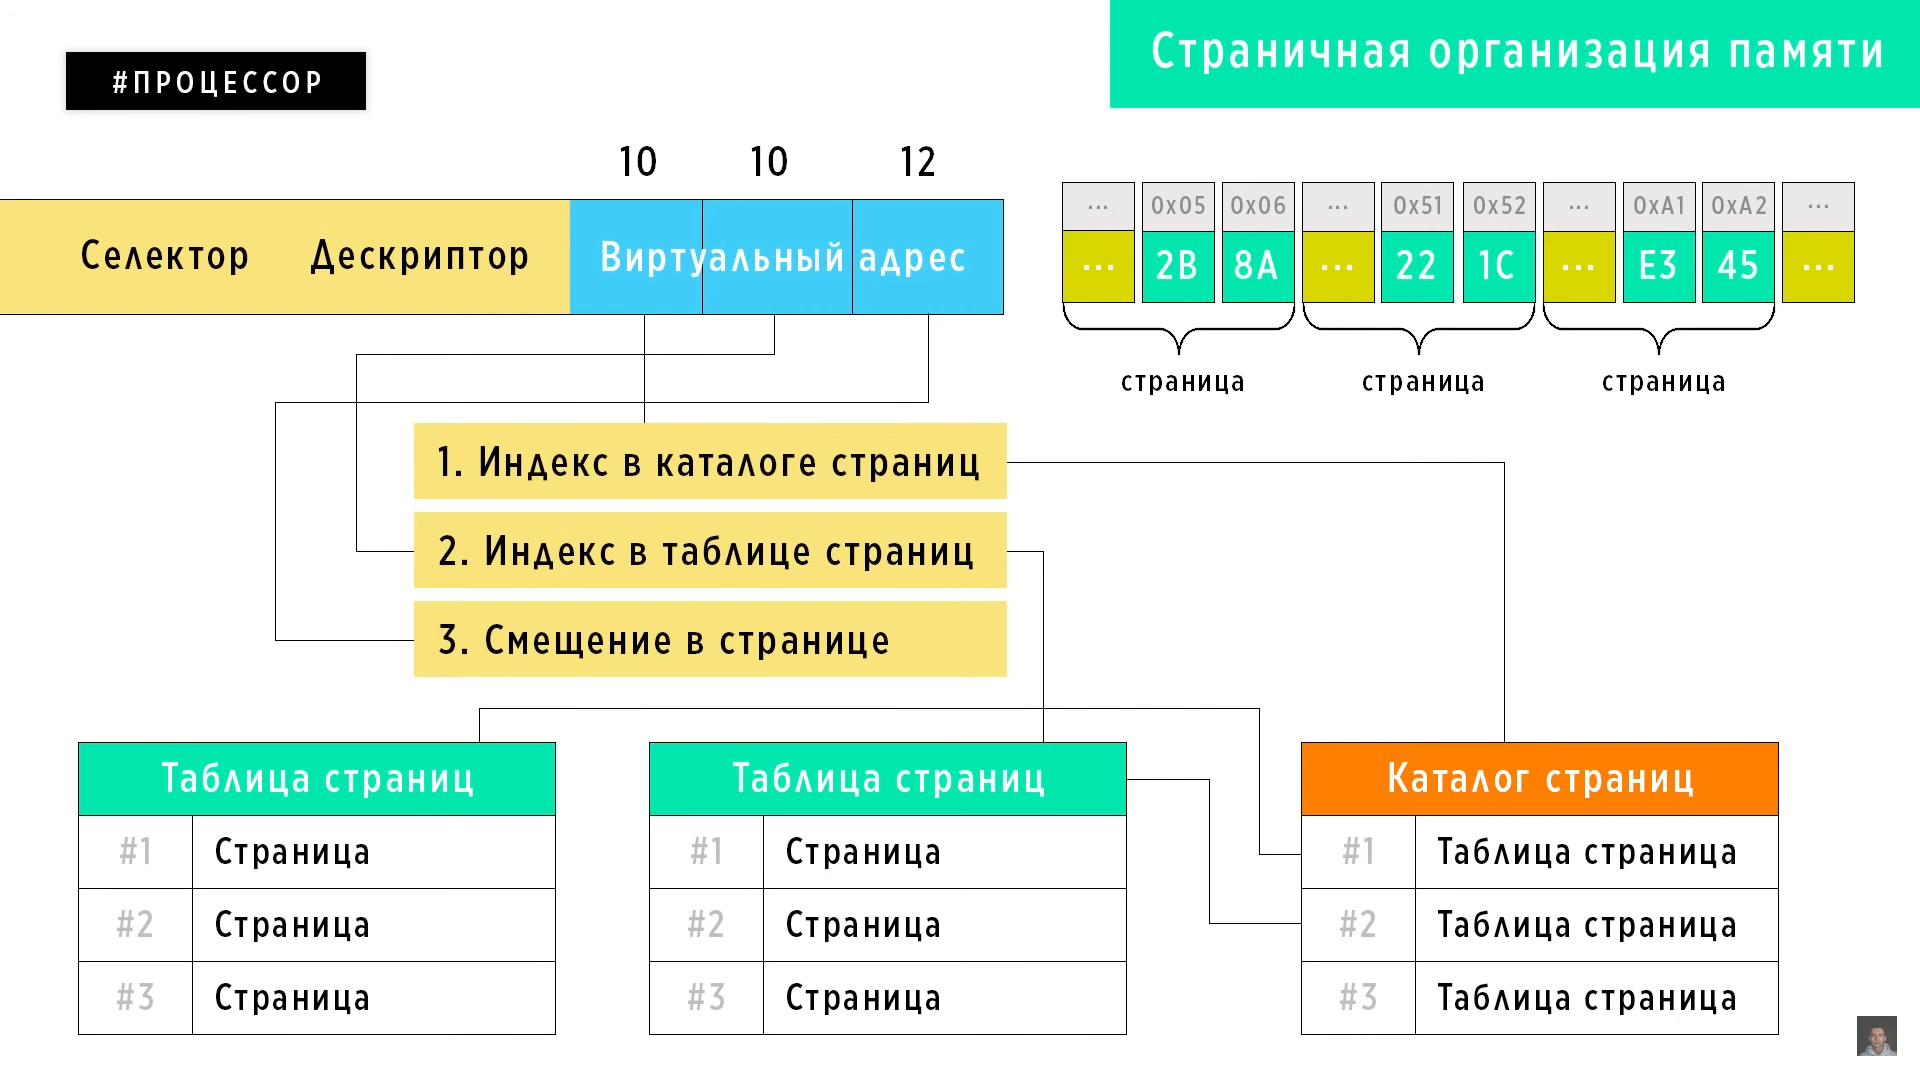 Страничная организация памяти
#ПРОЦЕССОР
10 10 12
Селектор Дескриптор Виртуальный адрес
... 0x05 0x06 ... 0x51 0x52 ... 0xA1 0xA2 ...
... 2B 8A ... 22 1C ... E3 45 ...
страница страница страница
1. Индекс в каталоге страниц
2. Индекс в таблице страниц
3. Смещение в странице
Таблица страниц
#1 Страница
#2 Страница
#3 Страница
Таблица страниц
#1 Страница
#2 Страница
#3 Страница
Каталог страниц
#1 Таблица страница
#2 Таблица страница
#3 Таблица страница